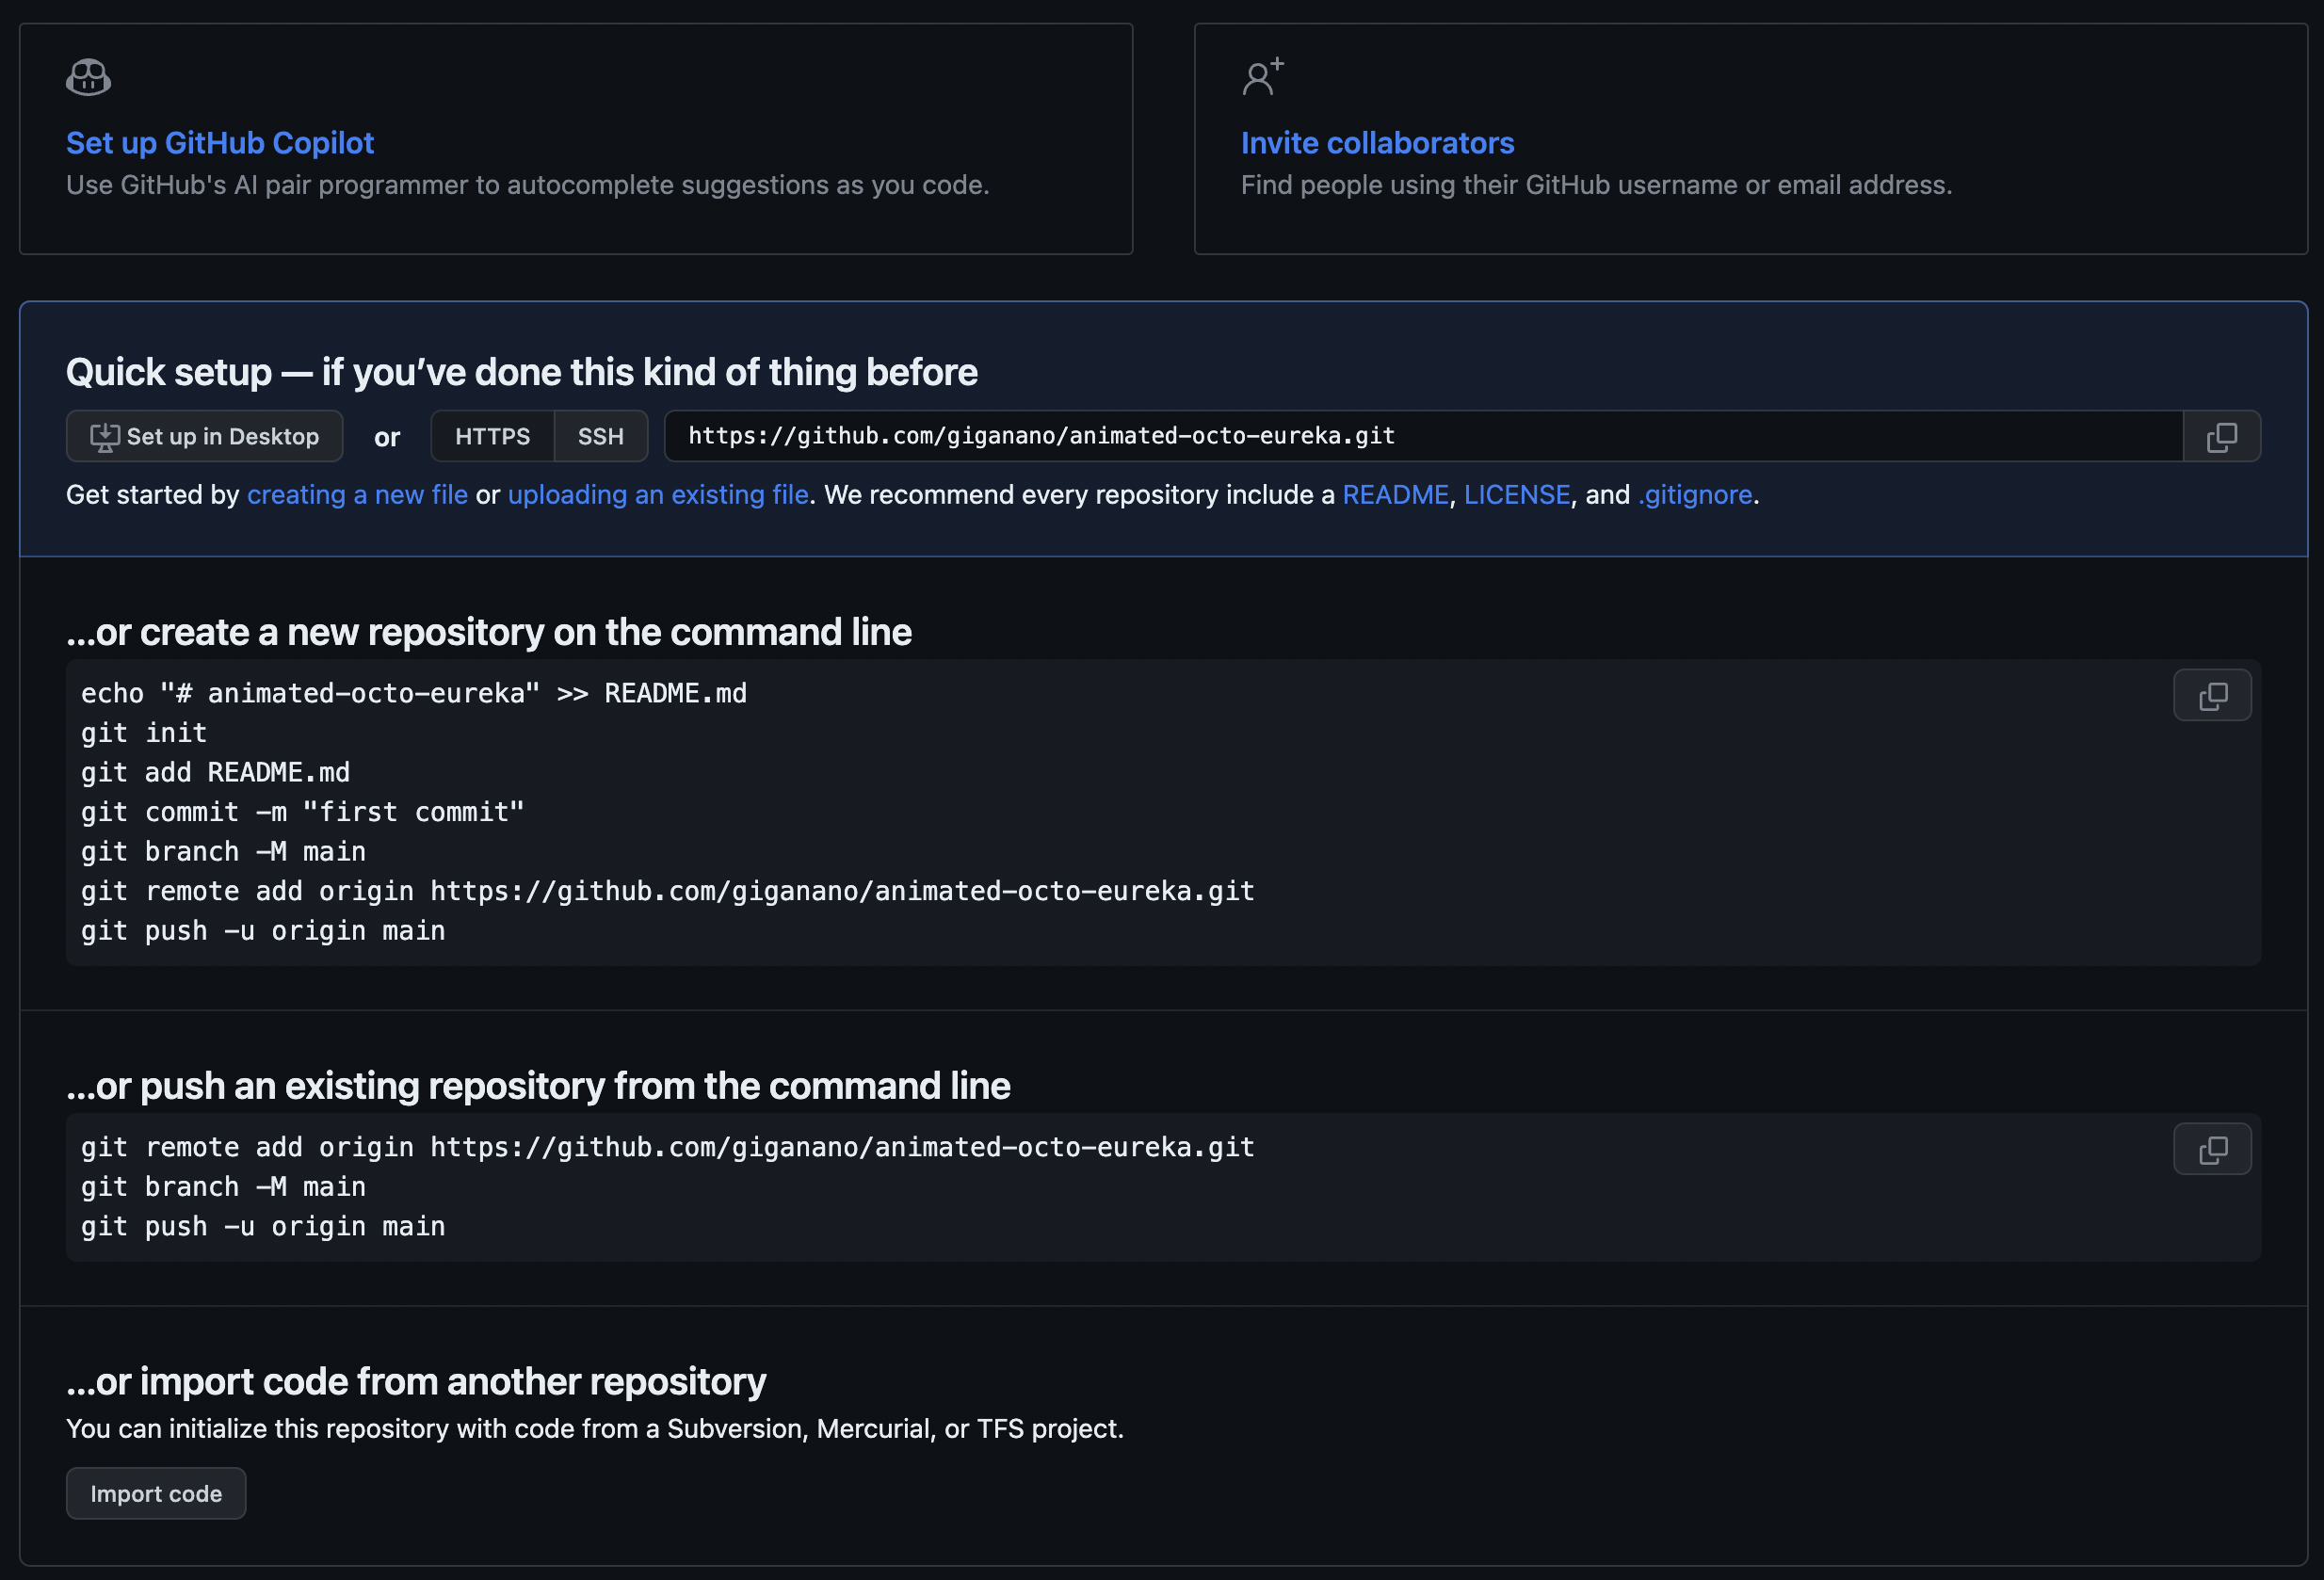 Set up GitHub Copilot
Use GitHub's AI pair programmer to autocomplete suggestions as you code.
Invite collaborators
Find people using their GitHub username or email address.
Quick setup — if you’ve done this kind of thing before
Set up in Desktop or HTTPS SSH https://github.com/giganano/animated-octo-eureka.git
Get started by creating a new file or uploading an existing file. We recommend every repository include a README, LICENSE, and .gitignore.
…or create a new repository on the command line
echo "# animated-octo-eureka" >> README.md
git init
git add README.md
git commit -m "first commit"
git branch -M main
git remote add origin https://github.com/giganano/animated-octo-eureka.git
git push -u origin main
…or push an existing repository from the command line
git remote add origin https://github.com/giganano/animated-octo-eureka.git
git branch -M main
git push -u origin main
…or import code from another repository
You can initialize this repository with code from a Subversion, Mercurial, or TFS project.
Import code